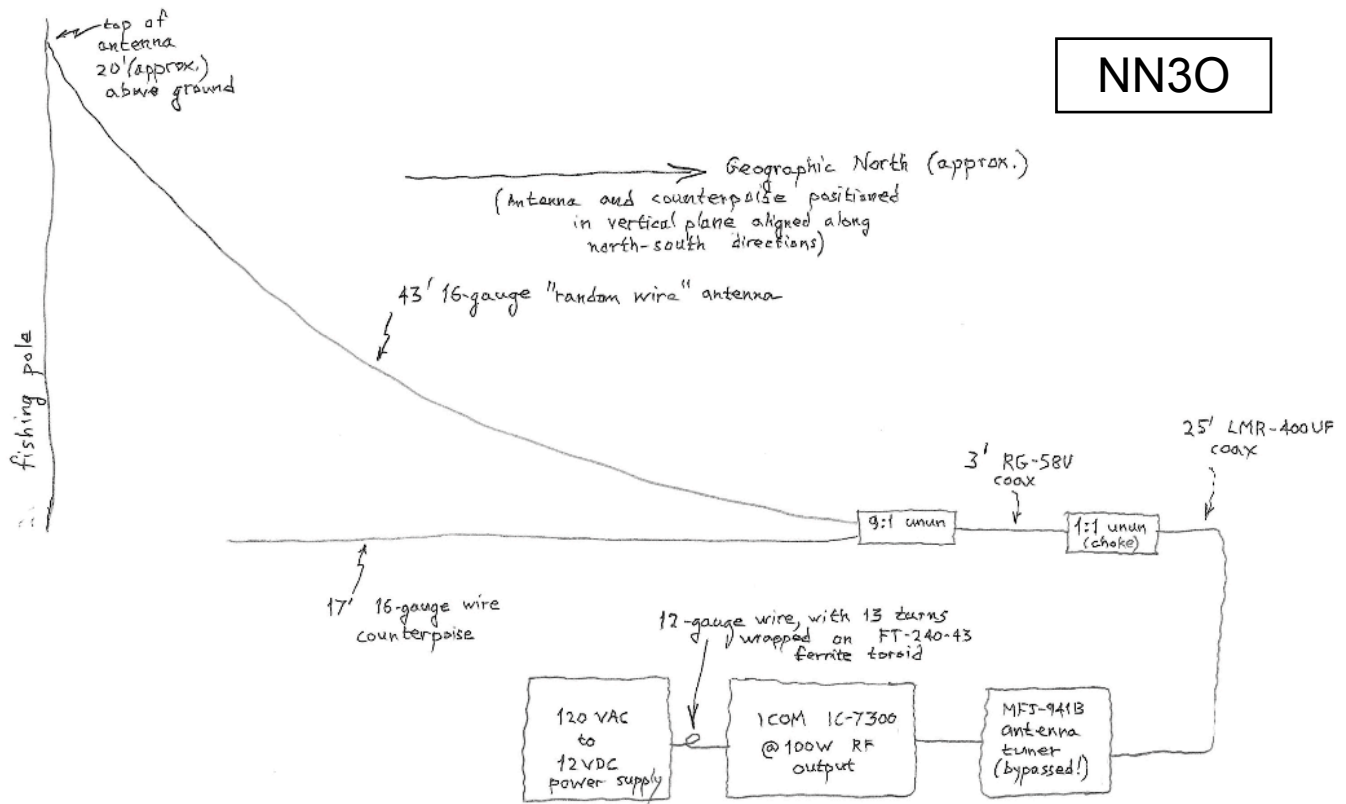 top of
antenna
20' (approx.)
above ground
NN3O
Geographic North (approx.)
(Antenna and counterpoise positioned
in vertical plane aligned along
north-south directions)
43' 16-gauge "random wire" antenna
fishing pole
25' LMR-400UF
coax
3' RG-58U
coax
9:1 unun
1:1 unun
(choke)
17' 16-gauge wire
counterpoise
12-gauge wire, with 13 turns
wrapped on FT-240-43
ferrite toroid
120 VAC
to
12VDC
power supply
ICOM IC-7300
@ 100W RF
output
MFJ-941B
antenna
tuner
(bypassed!)